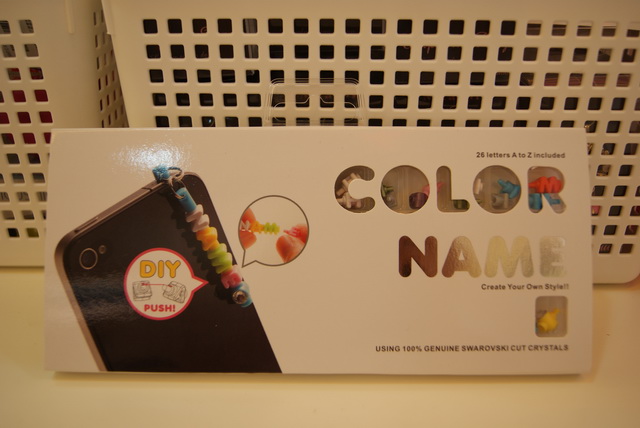 26 letters A to Z included
COLOR
NAME
Create Your Own Style!!
DIY
PUSH!
USING 100% GENUINE SWAROVSKI CUT CRYSTALS